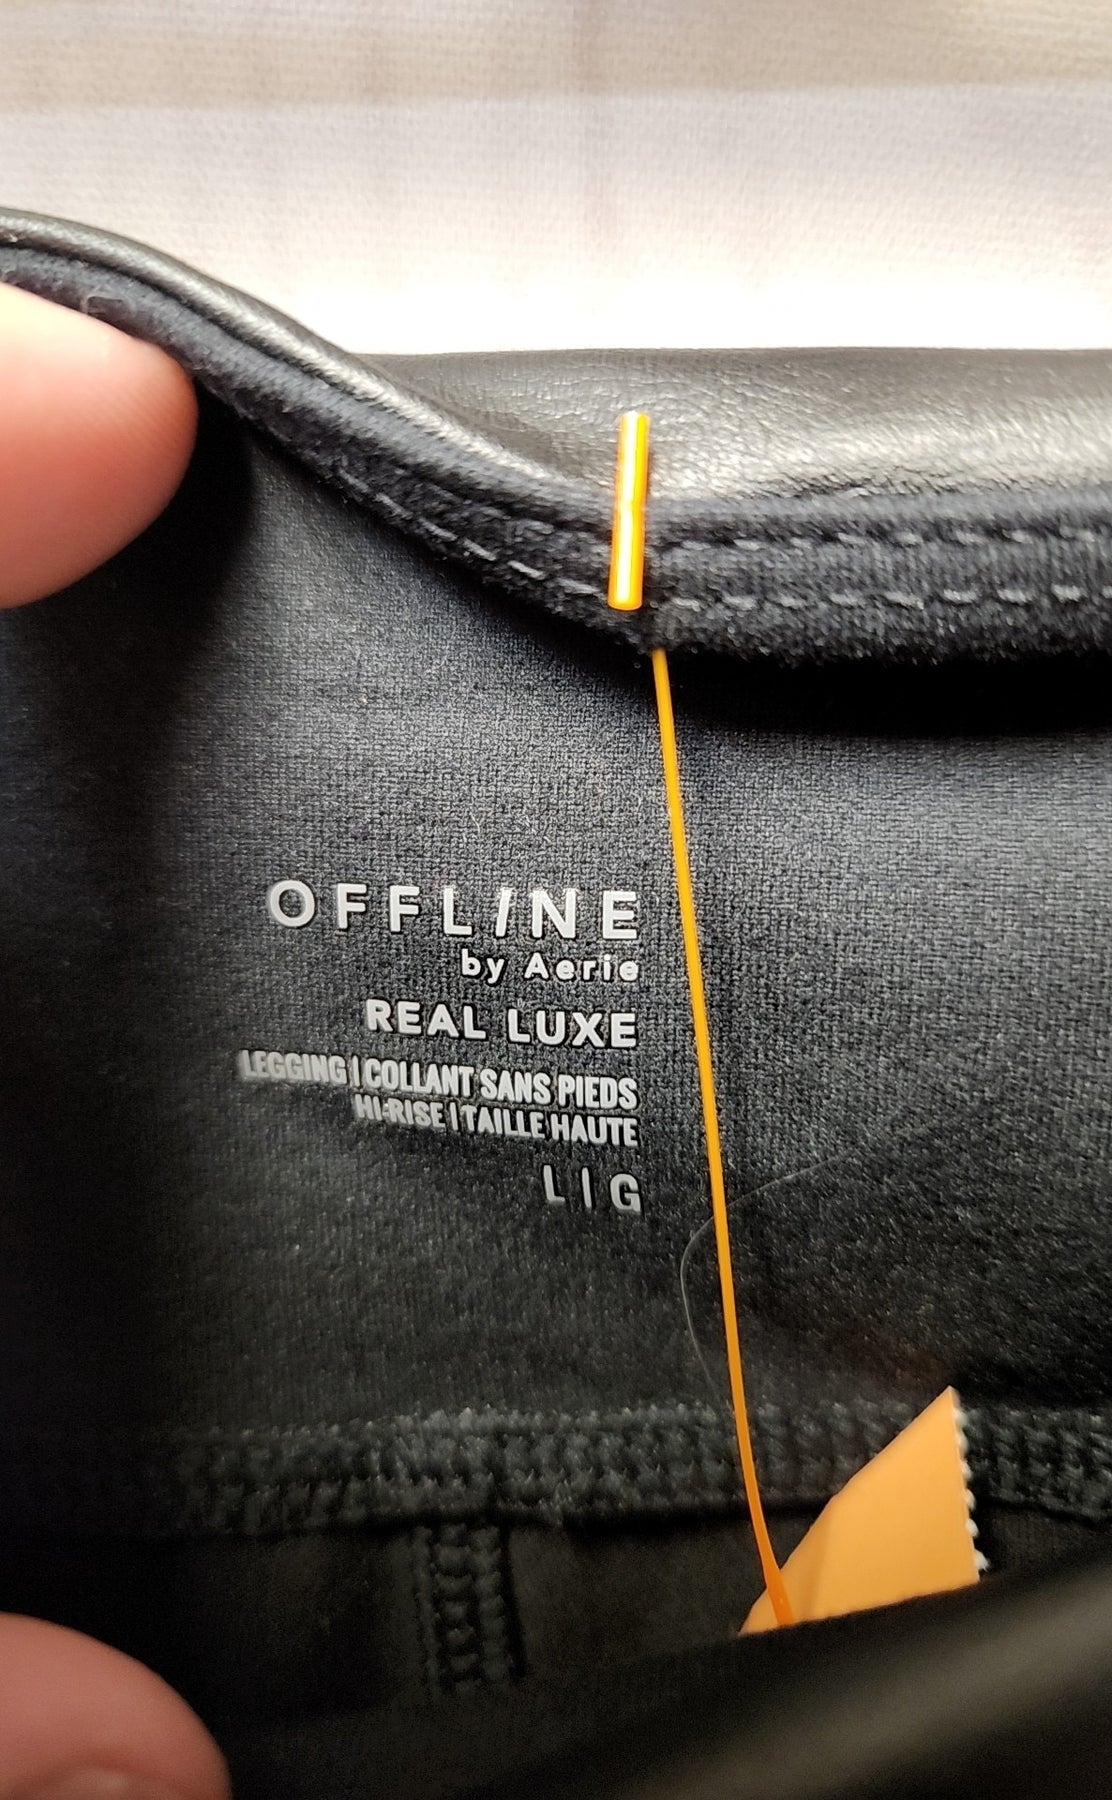 OFFLINE
by Aerie
REAL LUXE
LEGGING | COLLANT SANS PIEDS
HI-RISE | TAILLE HAUTE
L | G